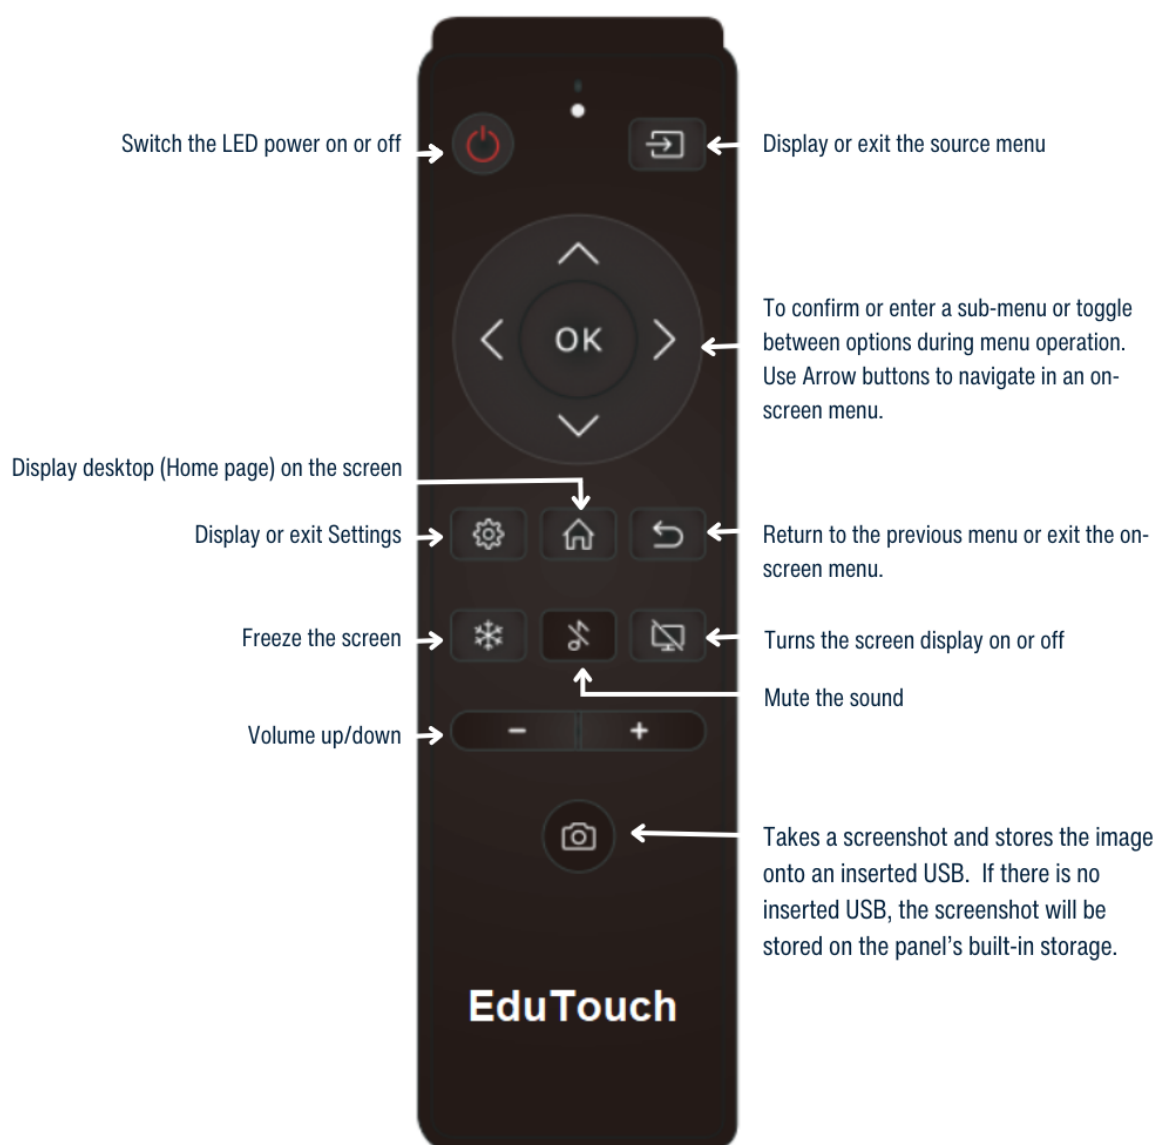 Switch the LED power on or off
Display or exit the source menu
OK
To confirm or enter a sub-menu or toggle
between options during menu operation.
Use Arrow buttons to navigate in an on-
screen menu.
Display desktop (Home page) on the screen
Display or exit Settings
Return to the previous menu or exit the on-
screen menu.
Freeze the screen
Turns the screen display on or off
Mute the sound
Volume up/down
- +
Takes a screenshot and stores the image
onto an inserted USB.  If there is no
inserted USB, the screenshot will be
stored on the panel's built-in storage.
EduTouch